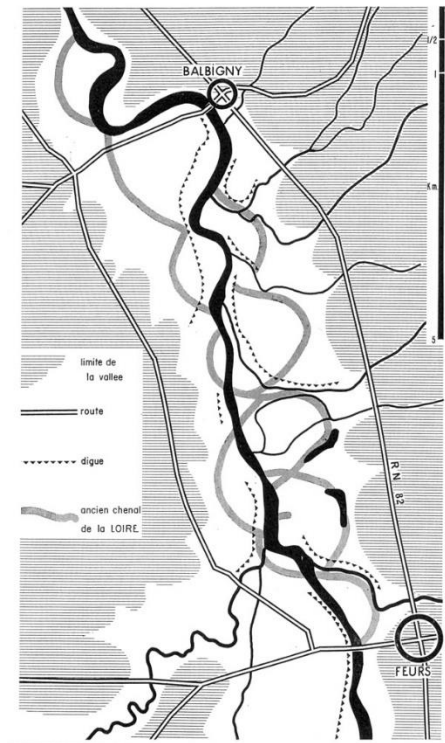 BALBIGNY
1/2
1
Km.
5
limite de
la vallee
route
digue
ancien chenal
de la LOIRE
RN 82
FEURS